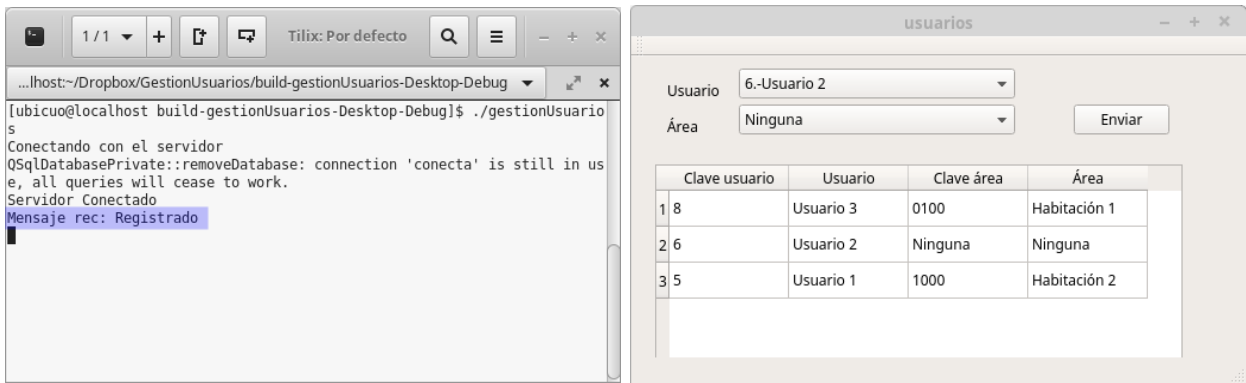 1 / 1
Tilix: Por defecto
...lhost:~/Dropbox/GestionUsuarios/build-gestionUsuarios-Desktop-Debug
[ubicuo@localhost build-gestionUsuarios-Desktop-Debug]$ ./gestionUsuario
s
Conectando con el servidor
QSqlDatabasePrivate::removeDatabase: connection 'conecta' is still in us
e, all queries will cease to work.
Servidor Conectado
Mensaje rec: Registrado
usuarios
Usuario 6.-Usuario 2
Área Ninguna Enviar
Clave usuario Usuario Clave área Área
1 8 Usuario 3 0100 Habitación 1
2 6 Usuario 2 Ninguna Ninguna
3 5 Usuario 1 1000 Habitación 2